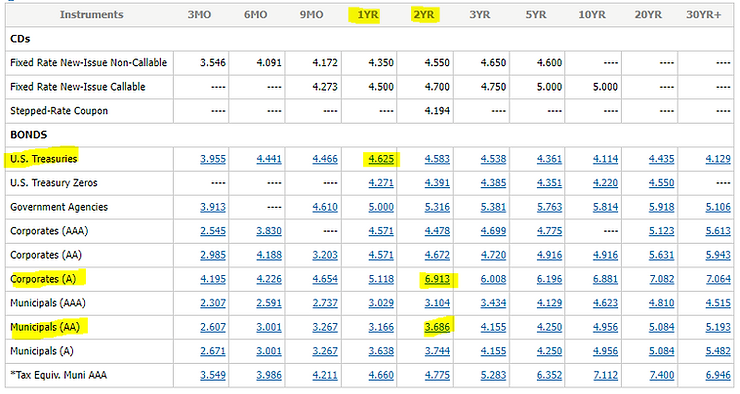 Instruments 3MO 6MO 9MO 1YR 2YR 3YR 5YR 10YR 20YR 30YR+
CDs
Fixed Rate New-Issue Non-Callable 3.546 4.091 4.172 4.350 4.550 4.650 4.600 ---- ---- ----
Fixed Rate New-Issue Callable ---- ---- 4.273 4.500 4.700 4.750 5.000 5.000 ---- ----
Stepped-Rate Coupon ---- ---- ---- ---- 4.194 ---- ---- ---- ---- ----
BONDS
U.S. Treasuries 3.955 4.441 4.466 4.625 4.583 4.538 4.361 4.114 4.435 4.129
U.S. Treasury Zeros ---- ---- ---- 4.271 4.391 4.385 4.351 4.220 4.550 ----
Government Agencies 3.913 ---- 4.610 5.000 5.316 5.381 5.763 5.814 5.918 5.106
Corporates (AAA) 2.545 3.830 ---- 4.571 4.478 4.699 4.775 ---- 5.123 5.613
Corporates (AA) 2.985 4.188 3.203 4.571 4.672 4.720 4.916 4.916 5.631 5.943
Corporates (A) 4.195 4.226 4.654 5.118 6.913 6.008 6.196 6.881 7.082 7.064
Municipals (AAA) 2.307 2.591 2.737 3.029 3.104 3.434 4.129 4.623 4.810 4.515
Municipals (AA) 2.607 3.001 3.267 3.166 3.686 4.155 4.250 4.956 5.084 5.193
Municipals (A) 2.671 3.001 3.267 3.638 3.744 4.155 4.250 4.956 5.084 5.482
*Tax Equiv. Muni AAA 3.549 3.986 4.211 4.660 4.775 5.283 6.352 7.112 7.400 6.946